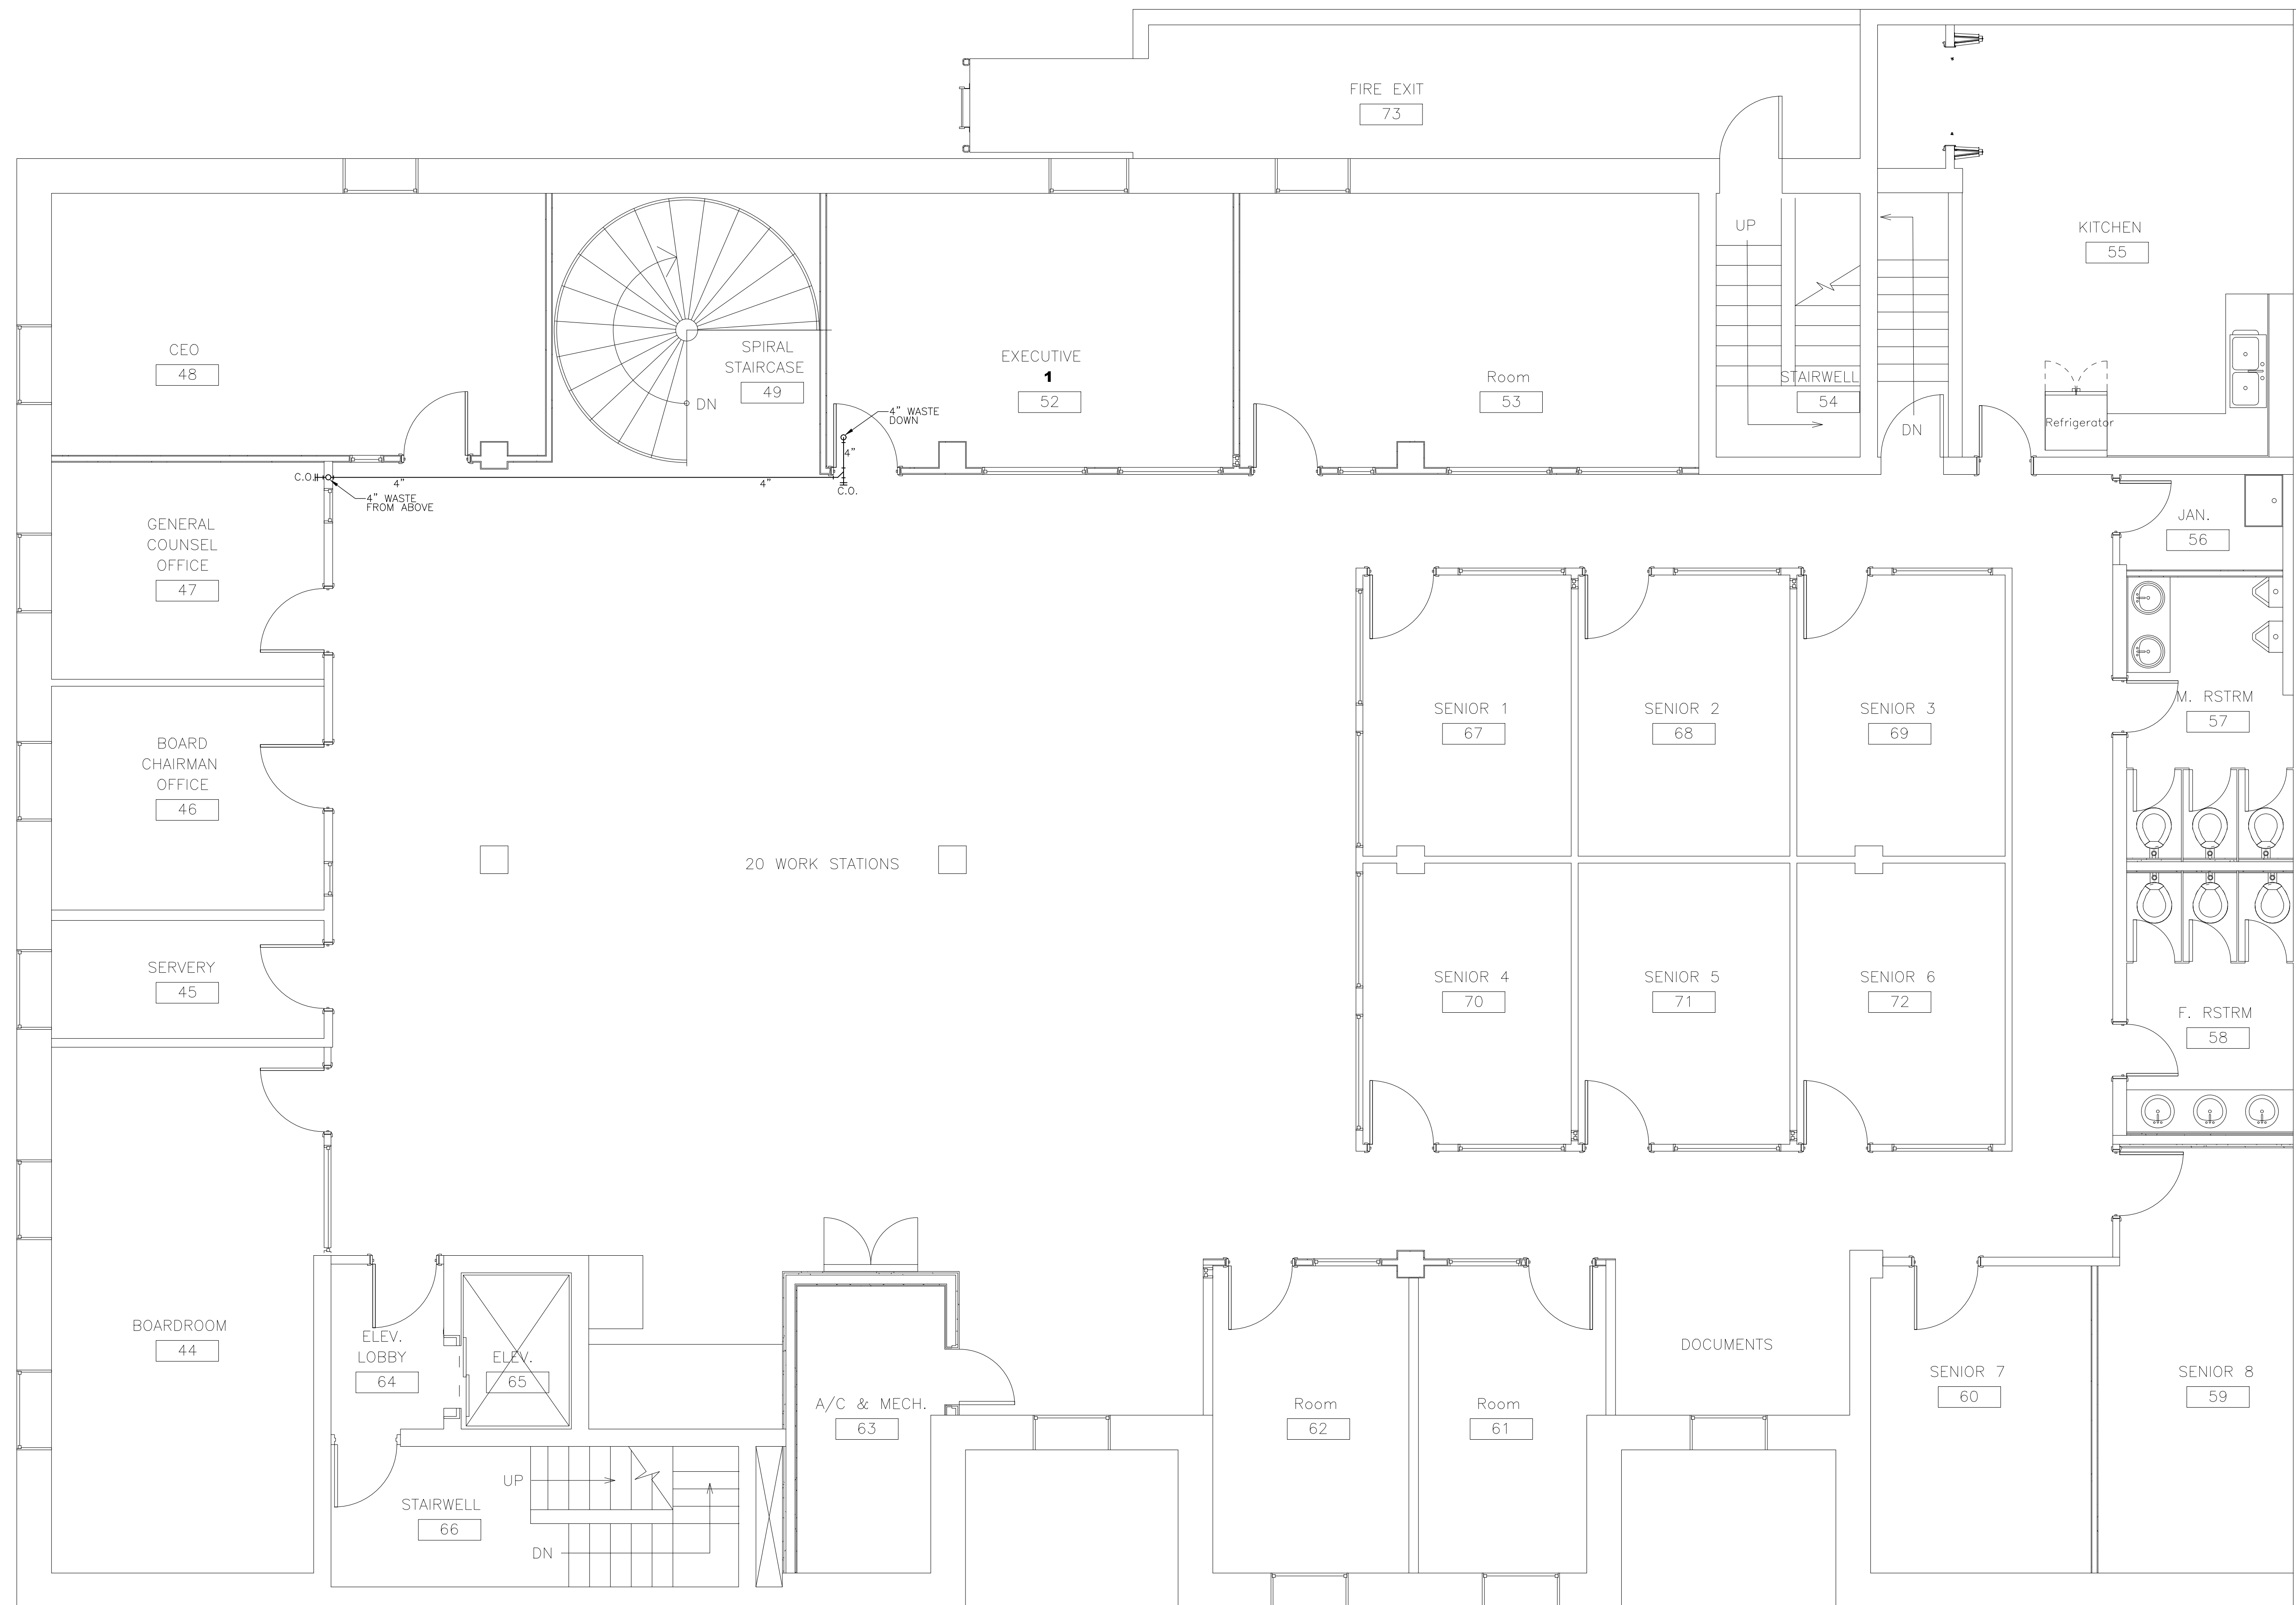 FIRE EXIT
73
UP
KITCHEN
55
CEO
48
SPIRAL
STAIRCASE
49
DN
EXECUTIVE
1
52
Room
53
STAIRWELL
54
DN
Refrigerator
4" WASTE
DOWN
4"
C.O.
4"
4"
C.O.
4" WASTE
FROM ABOVE
GENERAL
COUNSEL
OFFICE
47
JAN.
56
M. RSTRM
57
SENIOR 1
67
SENIOR 2
68
SENIOR 3
69
BOARD
CHAIRMAN
OFFICE
46
20 WORK STATIONS
SERVERY
45
SENIOR 4
70
SENIOR 5
71
SENIOR 6
72
F. RSTRM
58
BOARDROOM
44
ELEV.
LOBBY
64
ELEV.
65
A/C & MECH.
63
Room
62
Room
61
DOCUMENTS
SENIOR 7
60
SENIOR 8
59
UP
STAIRWELL
66
DN